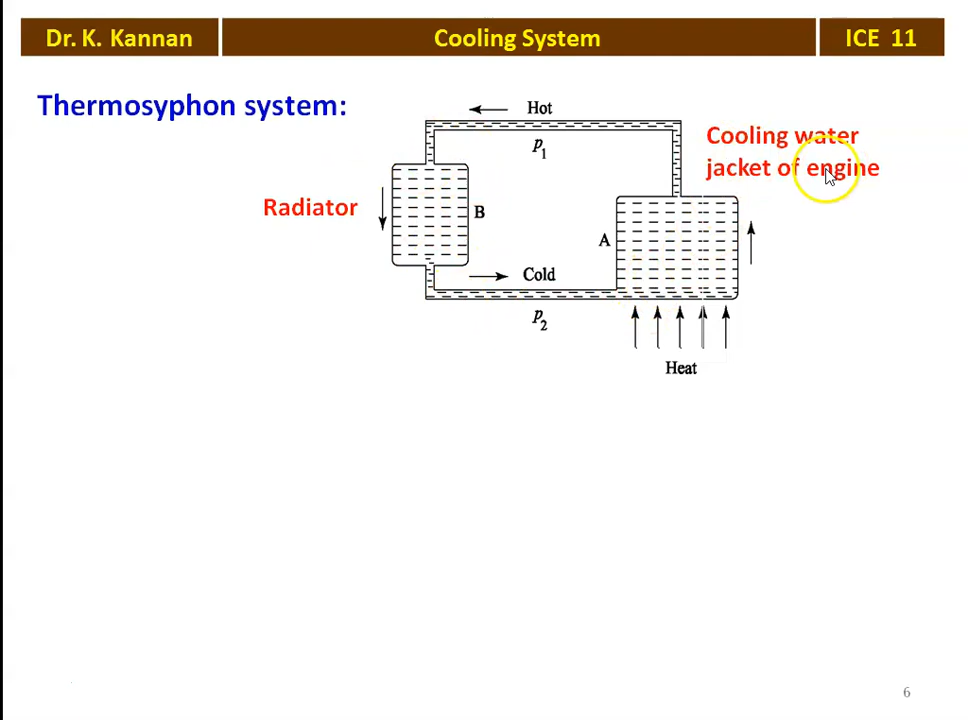 Dr. K. Kannan
Cooling System
ICE 11
Thermosyphon system:
Hot
p1
Cooling water
jacket of engine
Radiator
B
A
Cold
p2
Heat
6